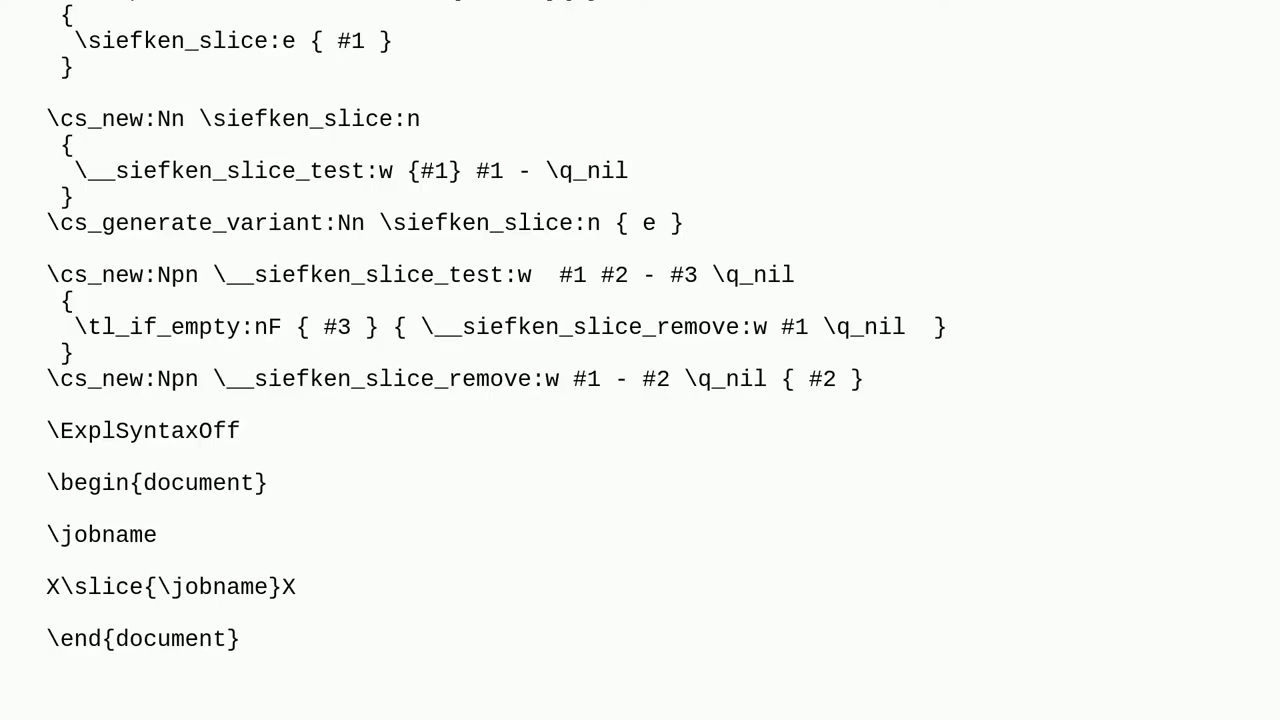 {
\siefken_slice:e { #1 }
}
\cs_new:Nn \siefken_slice:n
{
\__siefken_slice_test:w {#1} #1 - \q_nil
}
\cs_generate_variant:Nn \siefken_slice:n { e }
\cs_new:Npn \__siefken_slice_test:w  #1 #2 - #3 \q_nil
{
\tl_if_empty:nF { #3 } { \__siefken_slice_remove:w #1 \q_nil  }
}
\cs_new:Npn \__siefken_slice_remove:w #1 - #2 \q_nil { #2 }
\ExplSyntaxOff
\begin{document}
\jobname
X\slice{\jobname}X
\end{document}